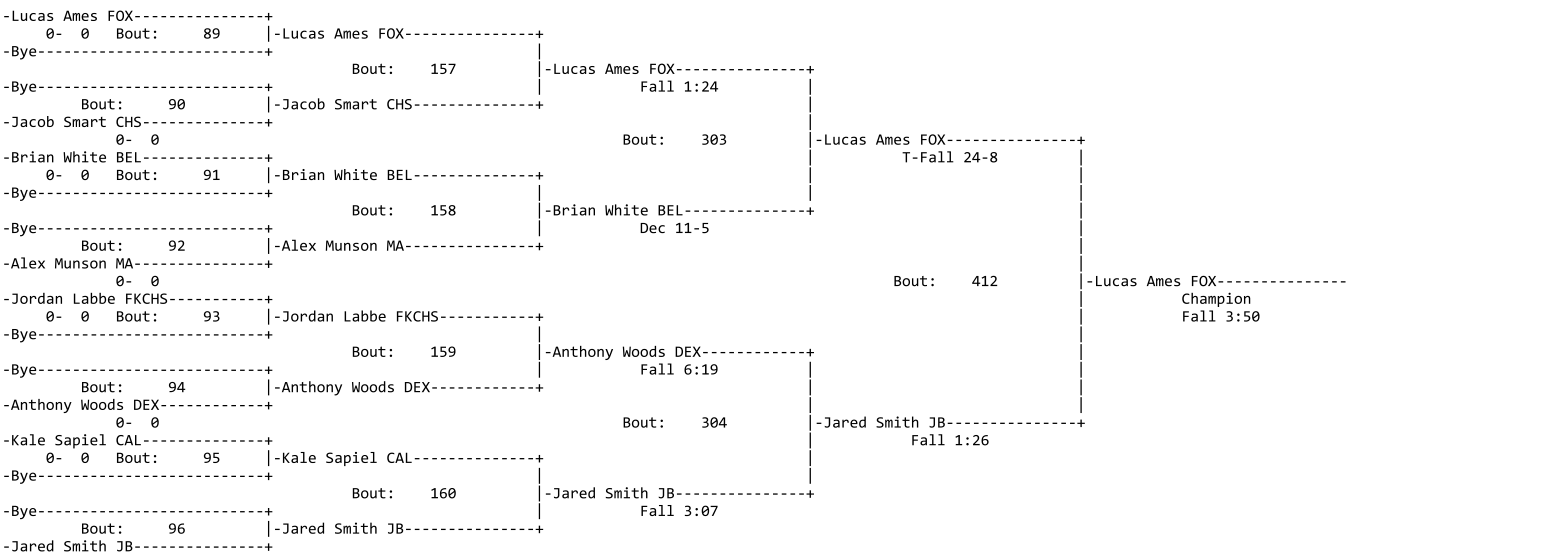 -Lucas Ames FOX---------------+
0- 0 Bout: 89 |-Lucas Ames FOX---------------+
-Bye---------------------------+ |
Bout: 157 |-Lucas Ames FOX---------------+
-Bye---------------------------+ | Fall 1:24 |
Bout: 90 |-Jacob Smart CHS--------------+ |
-Jacob Smart CHS--------------+ |
0- 0 Bout: 303 |-Lucas Ames FOX---------------+
-Brian White BEL--------------+ | T-Fall 24-8 |
0- 0 Bout: 91 |-Brian White BEL--------------+ | |
-Bye---------------------------+ | | |
Bout: 158 |-Brian White BEL--------------+ |
-Bye---------------------------+ | Dec 11-5 |
Bout: 92 |-Alex Munson MA---------------+ |
-Alex Munson MA---------------+ |
0- 0 Bout: 412 |-Lucas Ames FOX---------------
-Jordan Labbe FKCHS-----------+ | Champion
0- 0 Bout: 93 |-Jordan Labbe FKCHS-----------+ | Fall 3:50
-Bye---------------------------+ | |
Bout: 159 |-Anthony Woods DEX------------+ |
-Bye---------------------------+ | Fall 6:19 | |
Bout: 94 |-Anthony Woods DEX------------+ | |
-Anthony Woods DEX------------+ | |
0- 0 Bout: 304 |-Jared Smith JB---------------+
-Kale Sapiel CAL--------------+ | Fall 1:26
0- 0 Bout: 95 |-Kale Sapiel CAL--------------+ |
-Bye---------------------------+ | |
Bout: 160 |-Jared Smith JB---------------+
-Bye---------------------------+ | Fall 3:07
Bout: 96 |-Jared Smith JB---------------+
-Jared Smith JB---------------+